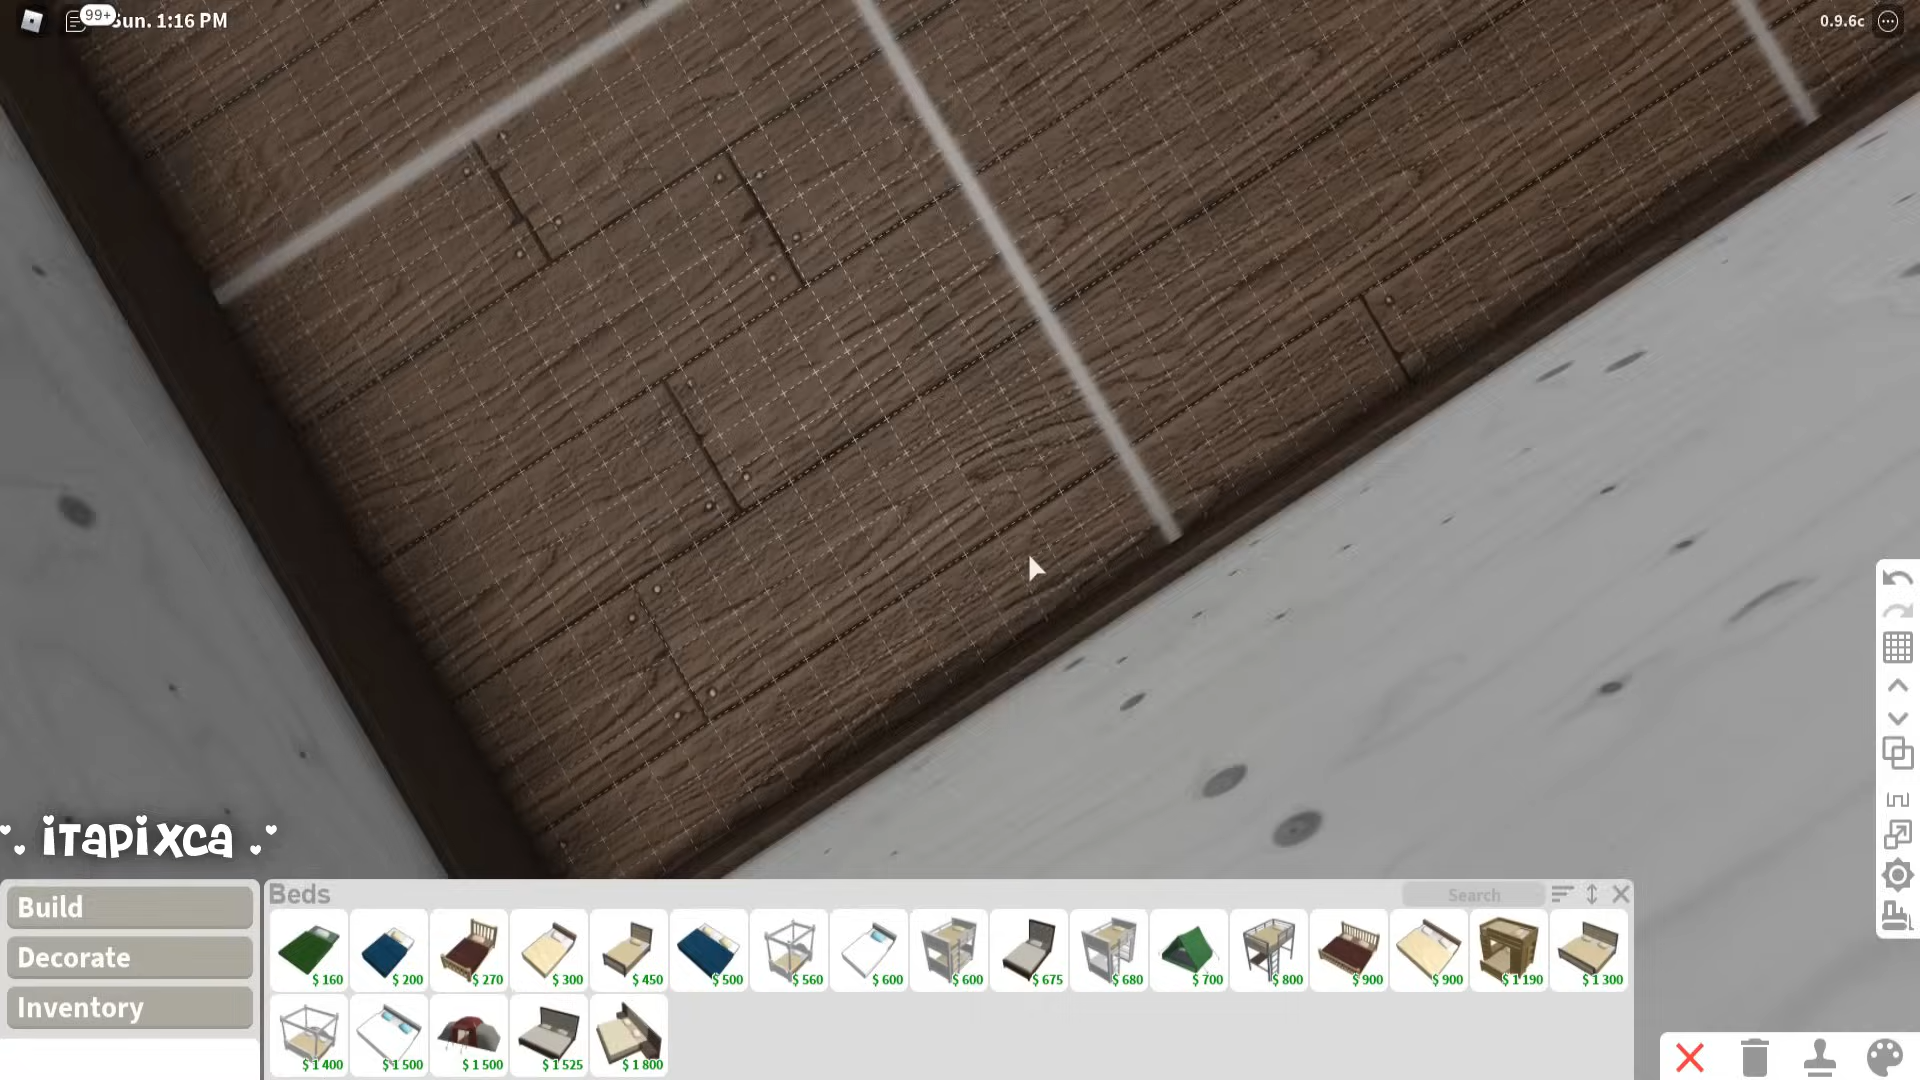 99+
Sun. 1:16 PM
0.9.6c
iTapixca
Build
Decorate
Inventory
Beds
Search
$ 160
$ 200
$ 270
$ 300
$ 450
$ 500
$ 560
$ 600
$ 600
$ 675
$ 680
$ 700
$ 800
$ 900
$ 900
$ 1 190
$ 1 300
$ 1 400
$ 1 500
$ 1 500
$ 1 525
$ 1 800